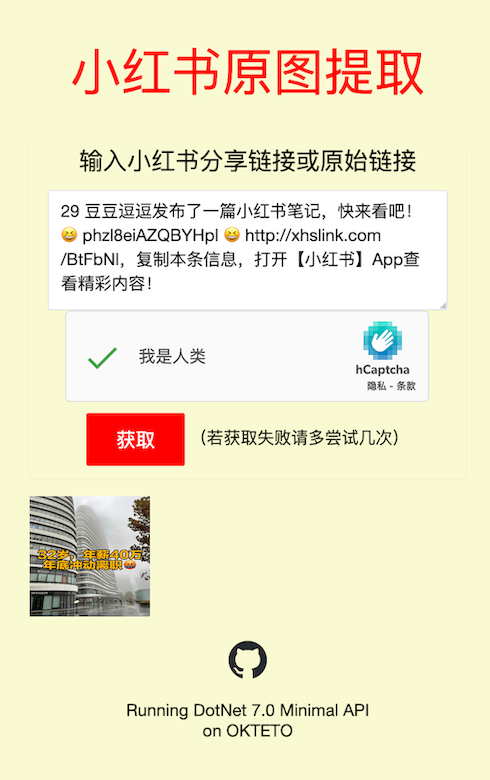 小红书原图提取
输入小红书分享链接或原始链接
29 豆豆逗逗发布了一篇小红书笔记，快来看吧！
😆 phzl8eiAZQBYHpl 😆 http://xhslink.com
/BtFbNl，复制本条信息，打开【小红书】App查
看精彩内容！
我是人类
hCaptcha
隐私 - 条款
获取 （若获取失败请多尝试几次）
32岁，年薪40万
年底冲动离职😡
Running DotNet 7.0 Minimal API
on OKTETO